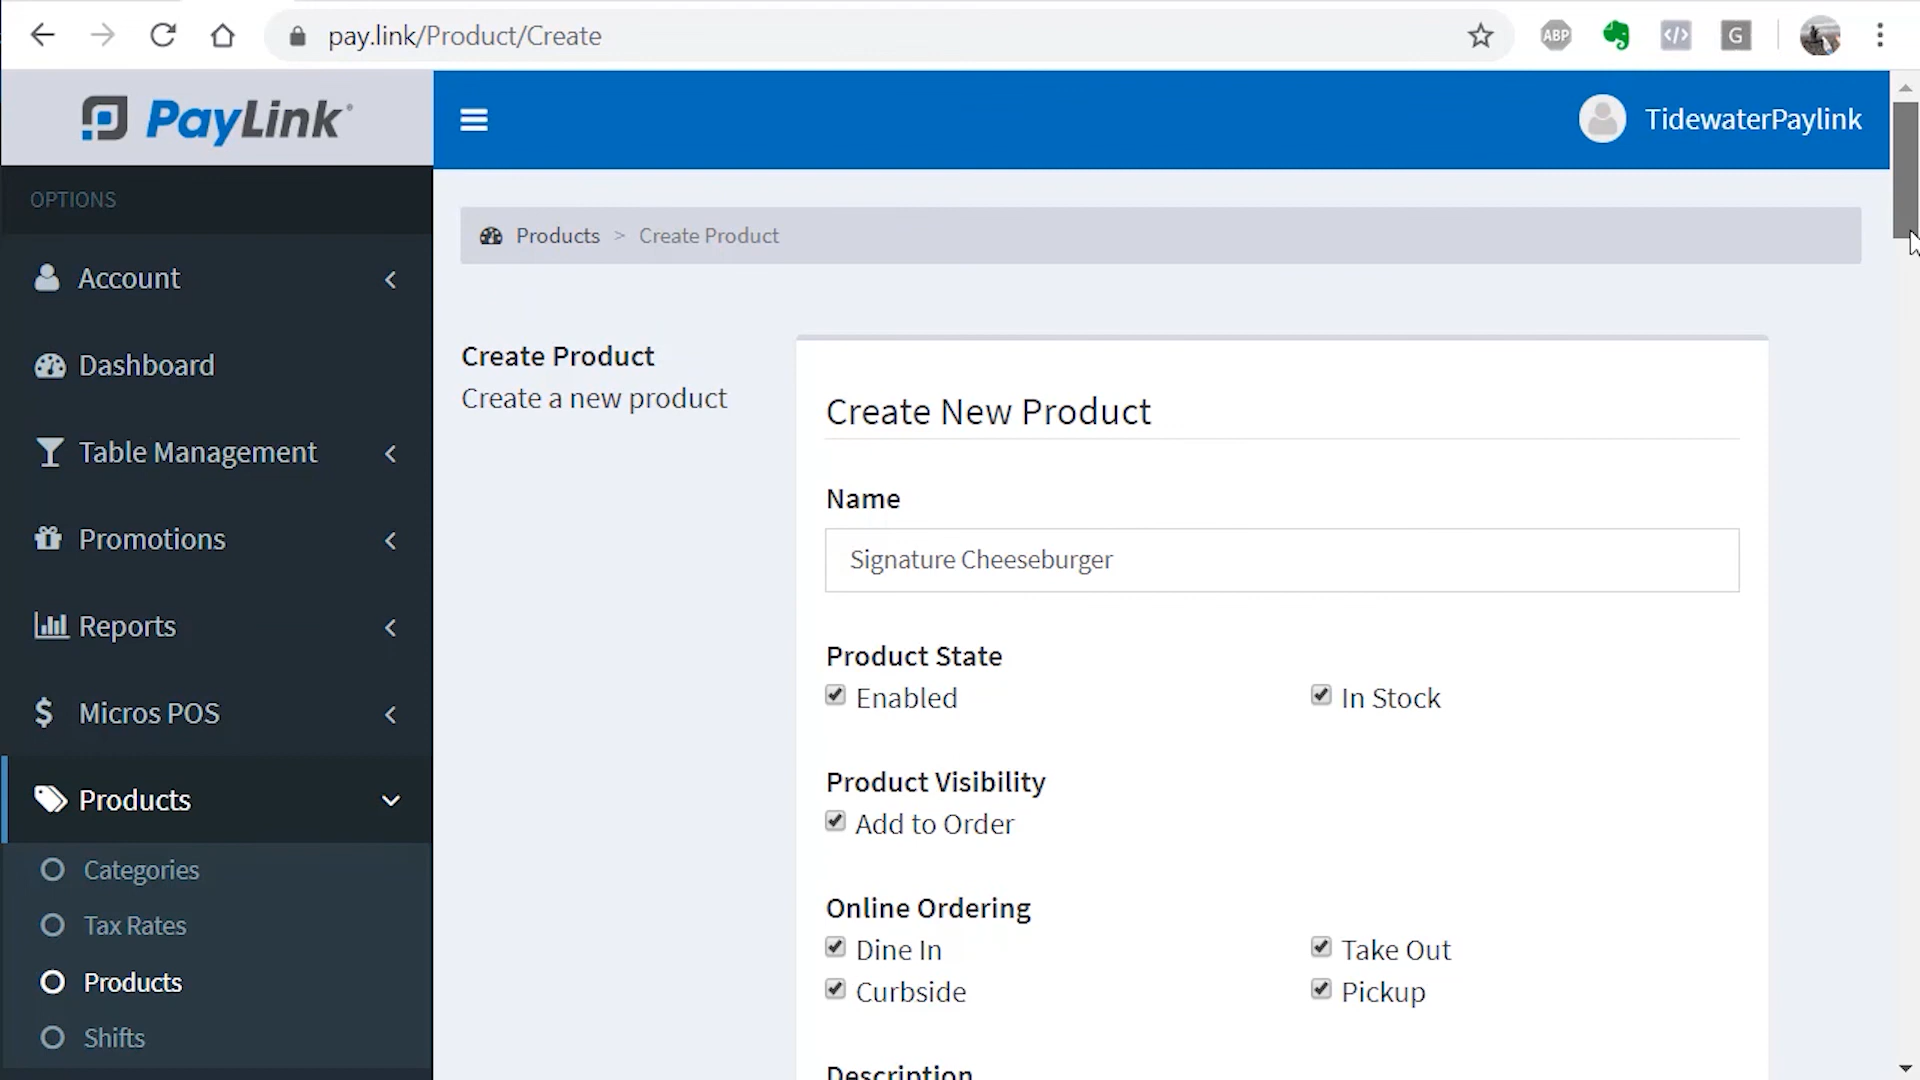 pay.link/Product/Create
ABP
</>
G
PayLink
TidewaterPaylink
OPTIONS
Account
Dashboard
Table Management
Promotions
Reports
Micros POS
Products
Categories
Tax Rates
Products
Shifts
Products > Create Product
Create Product
Create a new product
Create New Product
Name
Signature Cheeseburger
Product State
Enabled
In Stock
Product Visibility
Add to Order
Online Ordering
Dine In
Take Out
Curbside
Pickup
Description